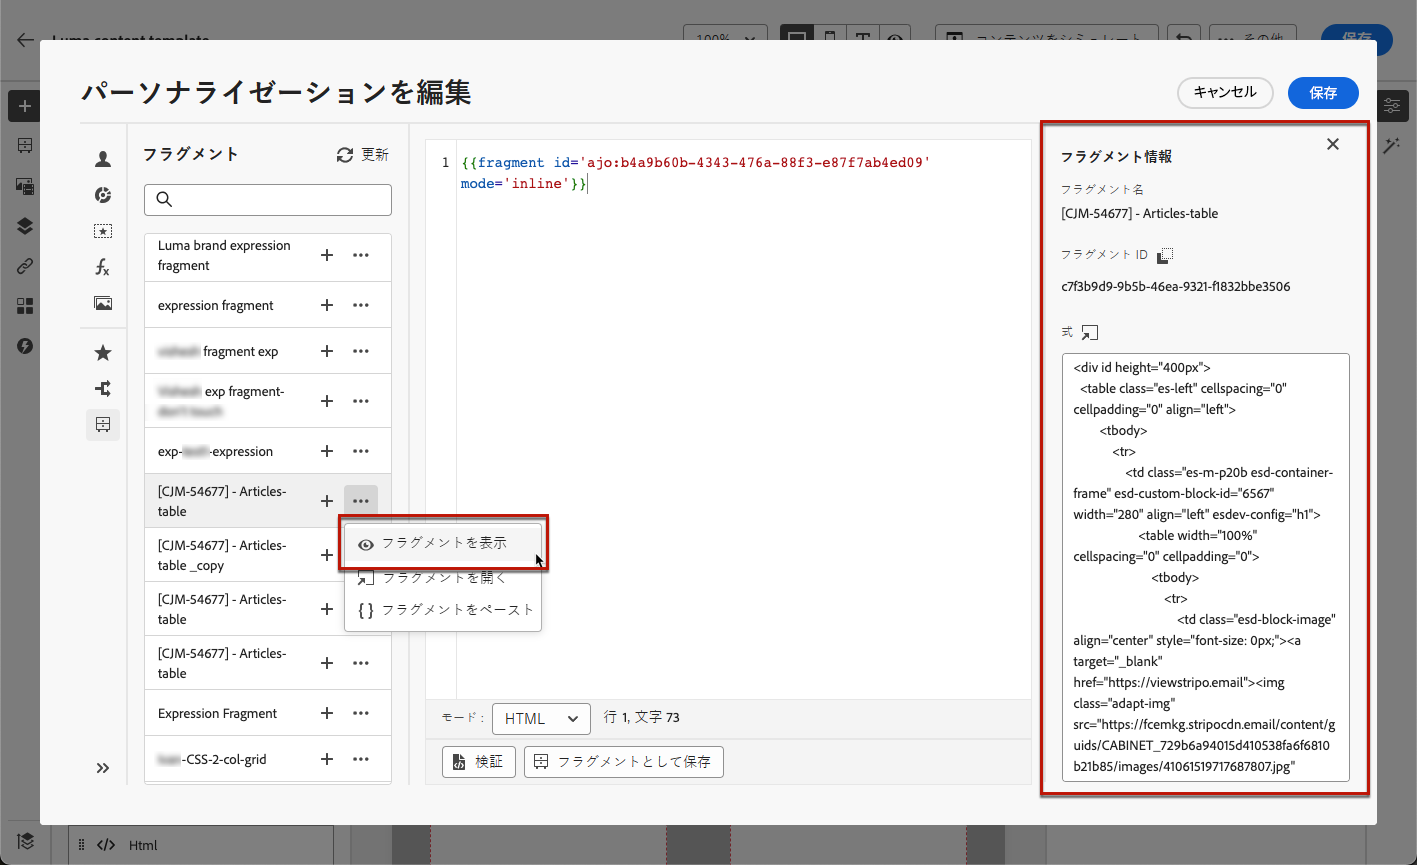 Luma content template
100%
コンテンツをシミュレート
その他
保存
パーソナライゼーションを編集
キャンセル
保存
フラグメント
更新
Luma brand expression
fragment
expression fragment
fragment exp
exp fragment-
exp-
-expression
[CJM-54677] - Articles-
table
[CJM-54677] - Articles-
table _copy
[CJM-54677] - Articles-
table
[CJM-54677] - Articles-
table
Expression Fragment
-CSS-2-col-grid
フラグメントを表示
フラグメントを開く
フラグメントをペースト
1 {{fragment id='ajo:b4a9b60b-4343-476a-88f3-e87f7ab4ed09'
mode='inline'}}
モード :
HTML
行 1, 文字 73
検証
フラグメントとして保存
フラグメント情報
フラグメント名
[CJM-54677] - Articles-table
フラグメント ID
c7f3b9d9-9b5b-46ea-9321-f1832bbe3506
式
<div id height="400px">
<table class="es-left" cellspacing="0"
cellpadding="0" align="left">
<tbody>
<tr>
<td class="es-m-p20b esd-container-
frame" esd-custom-block-id="6567"
width="280" align="left" esdev-config="h1">
<table width="100%"
cellspacing="0" cellpadding="0">
<tbody>
<tr>
<td class="esd-block-image"
align="center" style="font-size: 0px;"><a
target="_blank"
href="https://viewstripo.email"><img
class="adapt-img"
src="https://fcemkg.stripocdn.email/content/g
uids/CABINET_729b6a94015d410538fa6f6810
b21b85/images/41061519717687807.jpg"
Html